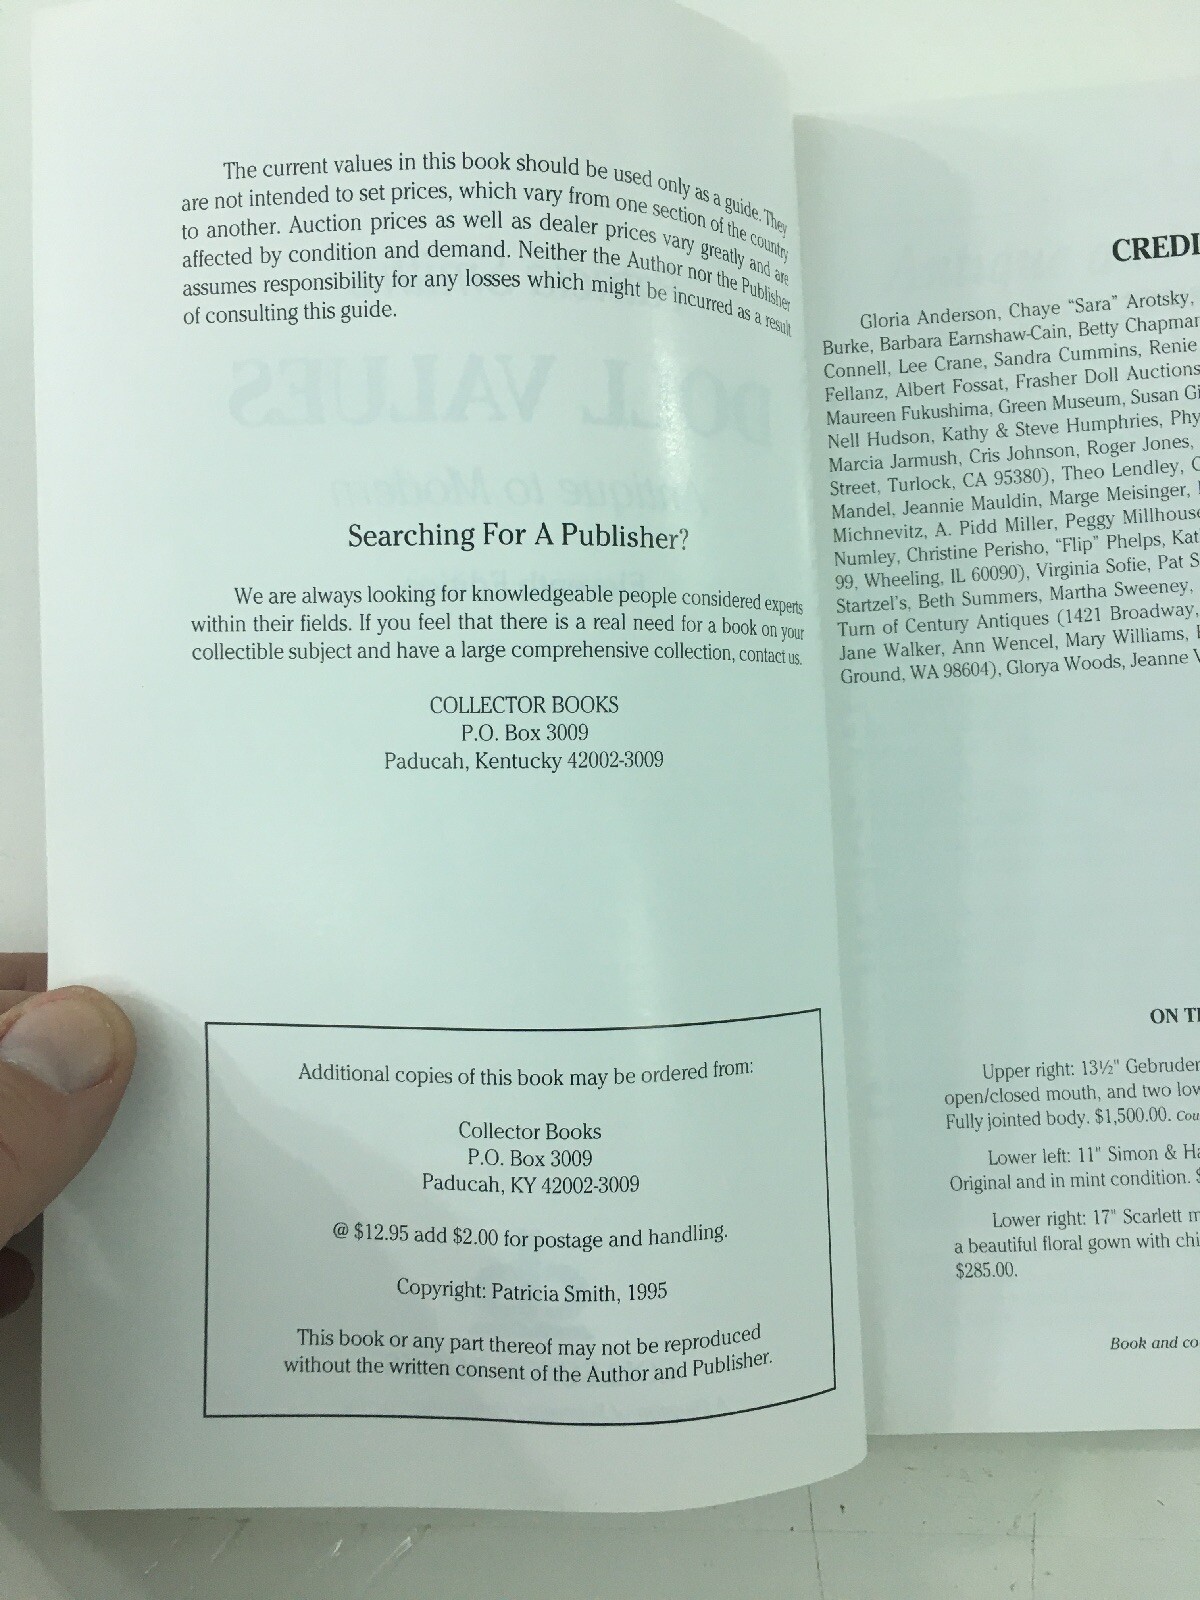 The current values in this book should be used only as a guide. They
are not intended to set prices, which vary from one section of the country
to another. Auction prices as well as dealer prices vary greatly and are
affected by condition and demand. Neither the Author nor the Publisher
assumes responsibility for any losses which might be incurred as a result
of consulting this guide.
DOLL VALUES
Antique to Modern
Searching For A Publisher?
We are always looking for knowledgeable people considered experts
within their fields. If you feel that there is a real need for a book on your
collectible subject and have a large comprehensive collection, contact us.
COLLECTOR BOOKS
P.O. Box 3009
Paducah, Kentucky 42002-3009
Additional copies of this book may be ordered from:
Collector Books
P.O. Box 3009
Paducah, KY 42002-3009
@ $12.95 add $2.00 for postage and handling.
Copyright: Patricia Smith, 1995
This book or any part thereof may not be reproduced
without the written consent of the Author and Publisher.
CREDI
Gloria Anderson, Chaye “Sara” Arotsky,
Burke, Barbara Earnshaw-Cain, Betty Chapman
Connell, Lee Crane, Sandra Cummins, Renie
Fellanz, Albert Fossat, Frasher Doll Auctions
Maureen Fukushima, Green Museum, Susan Gi
Nell Hudson, Kathy & Steve Humphries, Phy
Marcia Jarmush, Cris Johnson, Roger Jones,
Street, Turlock, CA 95380), Theo Lendley, C
Mandel, Jeannie Mauldin, Marge Meisinger,
Michnevitz, A. Pidd Miller, Peggy Millhouse
Numley, Christine Perisho, “Flip” Phelps, Kat
99, Wheeling, IL 60090), Virginia Sofie, Pat S
Startzel's, Beth Summers, Martha Sweeney,
Turn of Century Antiques (1421 Broadway,
Jane Walker, Ann Wencel, Mary Williams,
Ground, WA 98604), Glorya Woods, Jeanne
ON TH
Upper right: 13½" Gebruder
open/closed mouth, and two low
Fully jointed body. $1,500.00. Cou
Lower left: 11" Simon & Ha
Original and in mint condition. $
Lower right: 17" Scarlett m
a beautiful floral gown with chi
$285.00.
Book and co